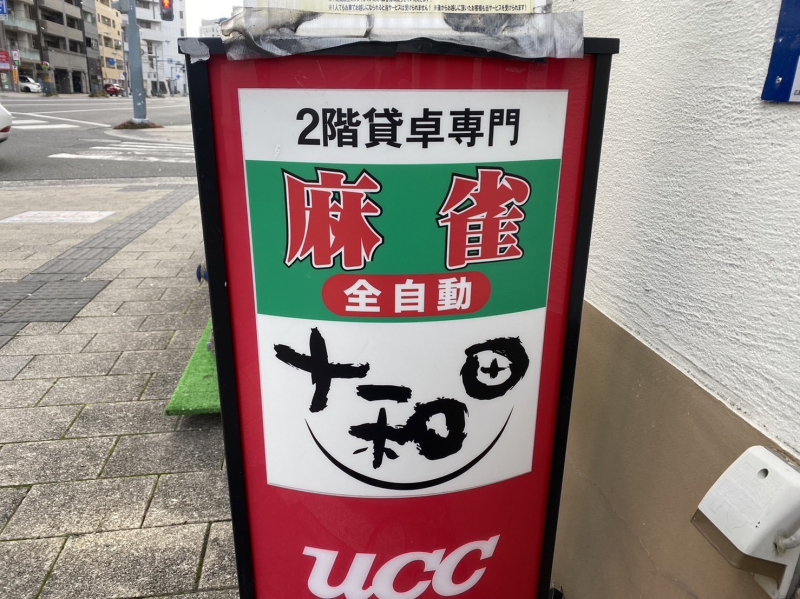 2階貸卓専門
麻雀
全自動
十和田
ucc